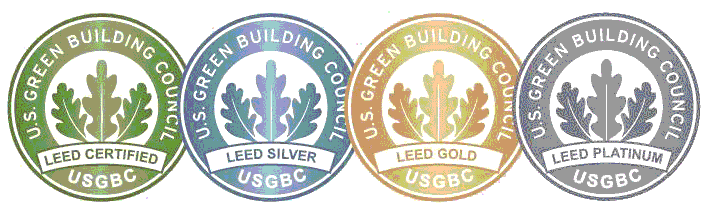 U.S. GREEN BUILDING COUNCIL
LEED CERTIFIED
USGBC
U.S. GREEN BUILDING COUNCIL
LEED SILVER
USGBC
U.S. GREEN BUILDING COUNCIL
LEED GOLD
USGBC
U.S. GREEN BUILDING COUNCIL
LEED PLATINUM
USGBC